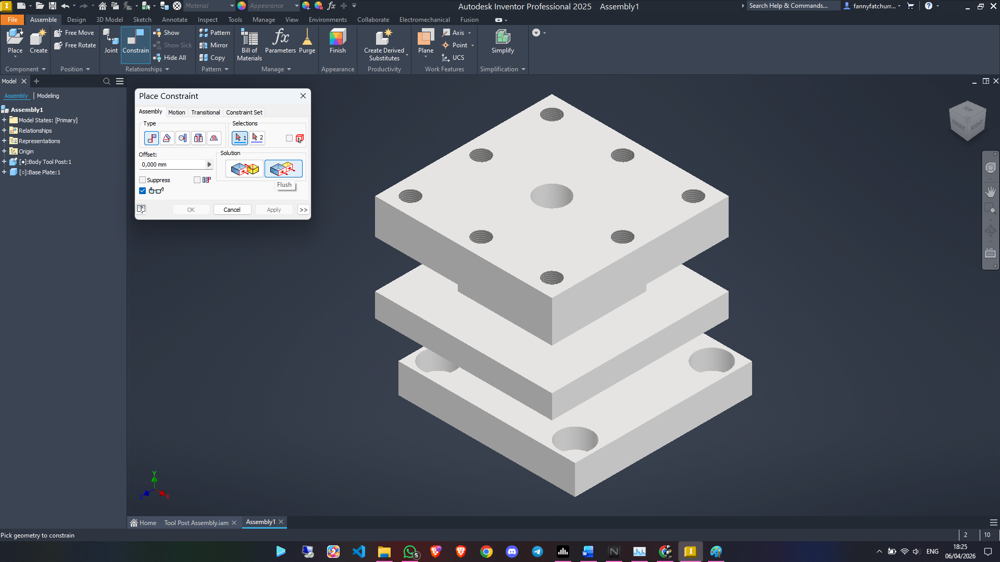 Material
Appearance
Autodesk Inventor Professional 2025 Assembly1
Search Help & Commands...
fannyfatchurr...
File Assemble Design 3D Model Sketch Annotate Inspect Tools Manage View Environments Collaborate Electromechanical Fusion
Place
Create
Free Move
Free Rotate
Joint
Constrain
Show
Show Sick
Hide All
Pattern
Mirror
Copy
Bill of
Materials
Parameters
Purge
Finish
Create Derived
Substitutes
Plane
Axis
Point
UCS
Simplify
Component Position Relationships Pattern Manage Appearance Productivity Work Features Simplification
Model
Assembly | Modeling
Assembly1
Model States: [Primary]
Relationships
Representations
Origin
[●]:Body Tool Post:1
[○]:Base Plate:1
Place Constraint
Assembly Motion Transitional Constraint Set
Type
Selections
1
2
Offset:
Solution
0,000 mm
Suppress
Flush
OK Cancel Apply >>
TOP
FRONT
RIGHT
Y
Z
X
Home Tool Post Assembly.iam Assembly1
Pick geometry to constrain
2 10
5
ENG
18:25
06/04/2026